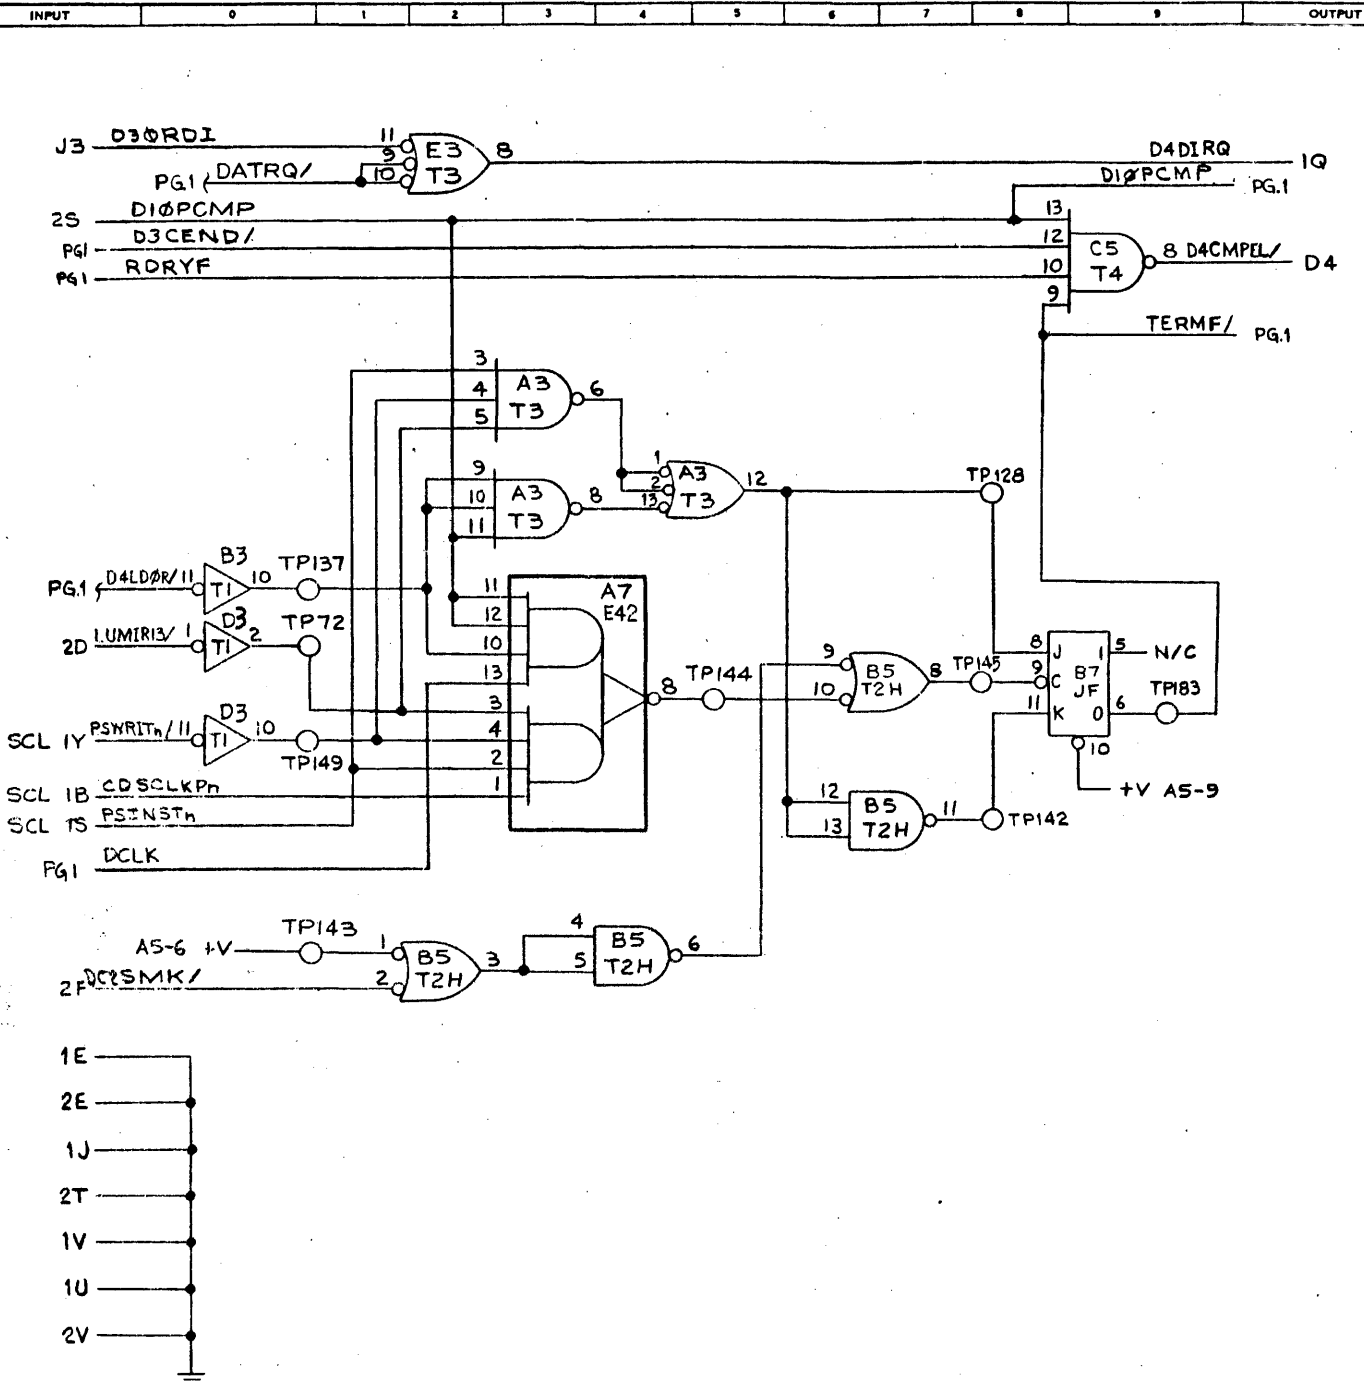 INPUT 0 1 2 3 4 5 6 7 8 9 OUTPUT
J3 D3ØRDI 11 E3 8 D4DIRQ 1Q
9
PG1 DATRQ/ 10 T3 D1ØPCMP PG.1
2S D1ØPCMP 13
PG1 D3CEND/ 12 C5 8 D4CMPEL/ D4
PG1 RDRYF 10 T4
9
TERMF/ PG.1
3 A3 6
4 T3
5
9 A3 8
10 T3
11
1 A3 12
2 T3
13
TP128
PG.1 D4LDØR/ 11 B3 T1 10 TP137
2D LUMIR13/ 1 D3 T1 2 TP72
SCL 1Y PSWRITn/ 11 D3 T1 10 TP149
SCL 1B CDSCLKPn
SCL 1S PSINSTn
PG1 DCLK
11 A7
12 E42
10
13
3 8 TP144
4
2
1
9 B5 8 TP145
10 T2H
8 J 1 5 N/C
9 C B7 JF
11 K 0 6 TP183
10
+V A5-9
12 B5 11 TP142
13 T2H
A5-6 +V TP143 1 B5 3
2F DC2SMK/ 2 T2H
4 B5 6
5 T2H
1E
2E
1J
2T
1V
1U
2V